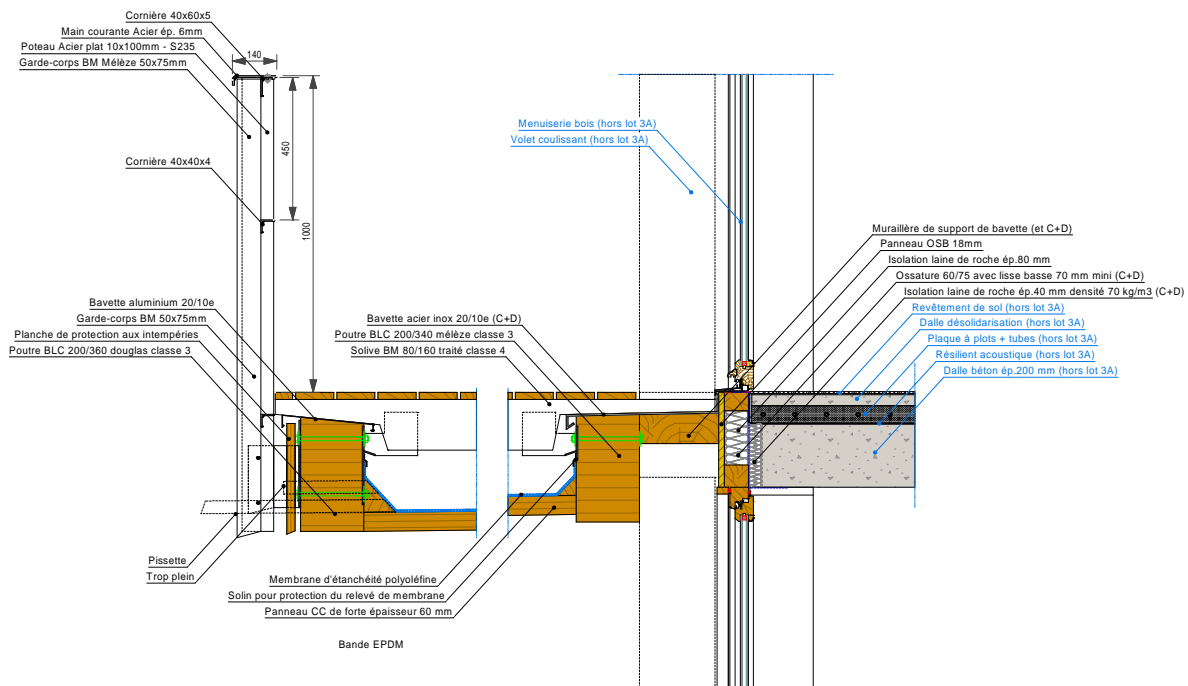 Cornière 40x60x5
Main courante Acier ép. 6mm
Poteau Acier plat 10x100mm - S235
Garde-corps BM Mélèze 50x75mm
140
450
1000
Cornière 40x40x4
Menuiserie bois (hors lot 3A)
Volet coulissant (hors lot 3A)
Muraillère de support de bavette (et C+D)
Panneau OSB 18mm
Isolation laine de roche ép.80 mm
Ossature 60/75 avec lisse basse 70 mm mini (C+D)
Isolation laine de roche ép.40 mm densité 70 kg/m3 (C+D)
Revêtement de sol (hors lot 3A)
Dalle désolidarisation (hors lot 3A)
Plaque à plots + tubes (hors lot 3A)
Résilient acoustique (hors lot 3A)
Dalle béton ép.200 mm (hors lot 3A)
Bavette aluminium 20/10e
Garde-corps BM 50x75mm
Planche de protection aux intempéries
Poutre BLC 200/360 douglas classe 3
Bavette acier inox 20/10e (C+D)
Poutre BLC 200/340 mélèze classe 3
Solive BM 80/160 traité classe 4
Pissette
Trop plein
Membrane d'étanchéité polyoléfine
Solin pour protection du relevé de membrane
Panneau CC de forte épaisseur 60 mm
Bande EPDM